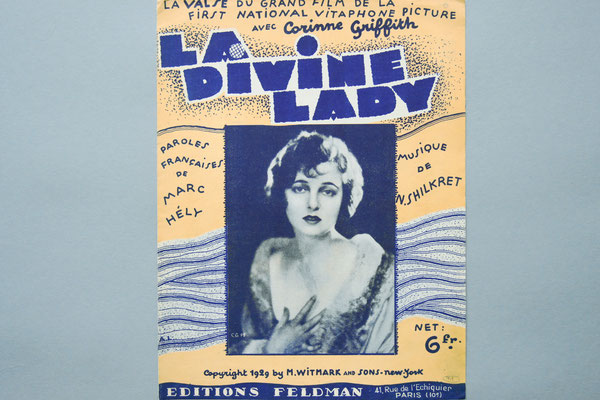 LA VALSE DU GRAND FILM DE LA
FIRST NATIONAL VITAPHONE PICTURE
AVEC Corinne Griffith
LA
DIVINE
LADY
PAROLES
FRANÇAISES
DE
MARC
HÉLY
MUSIQUE
DE
N. SHILKRET
NET:
6 fr.
Copyright 1929 by M. WITMARK AND SONS - new York
EDITIONS FELDMAN
41, Rue de l'Echiquier
PARIS (10e)